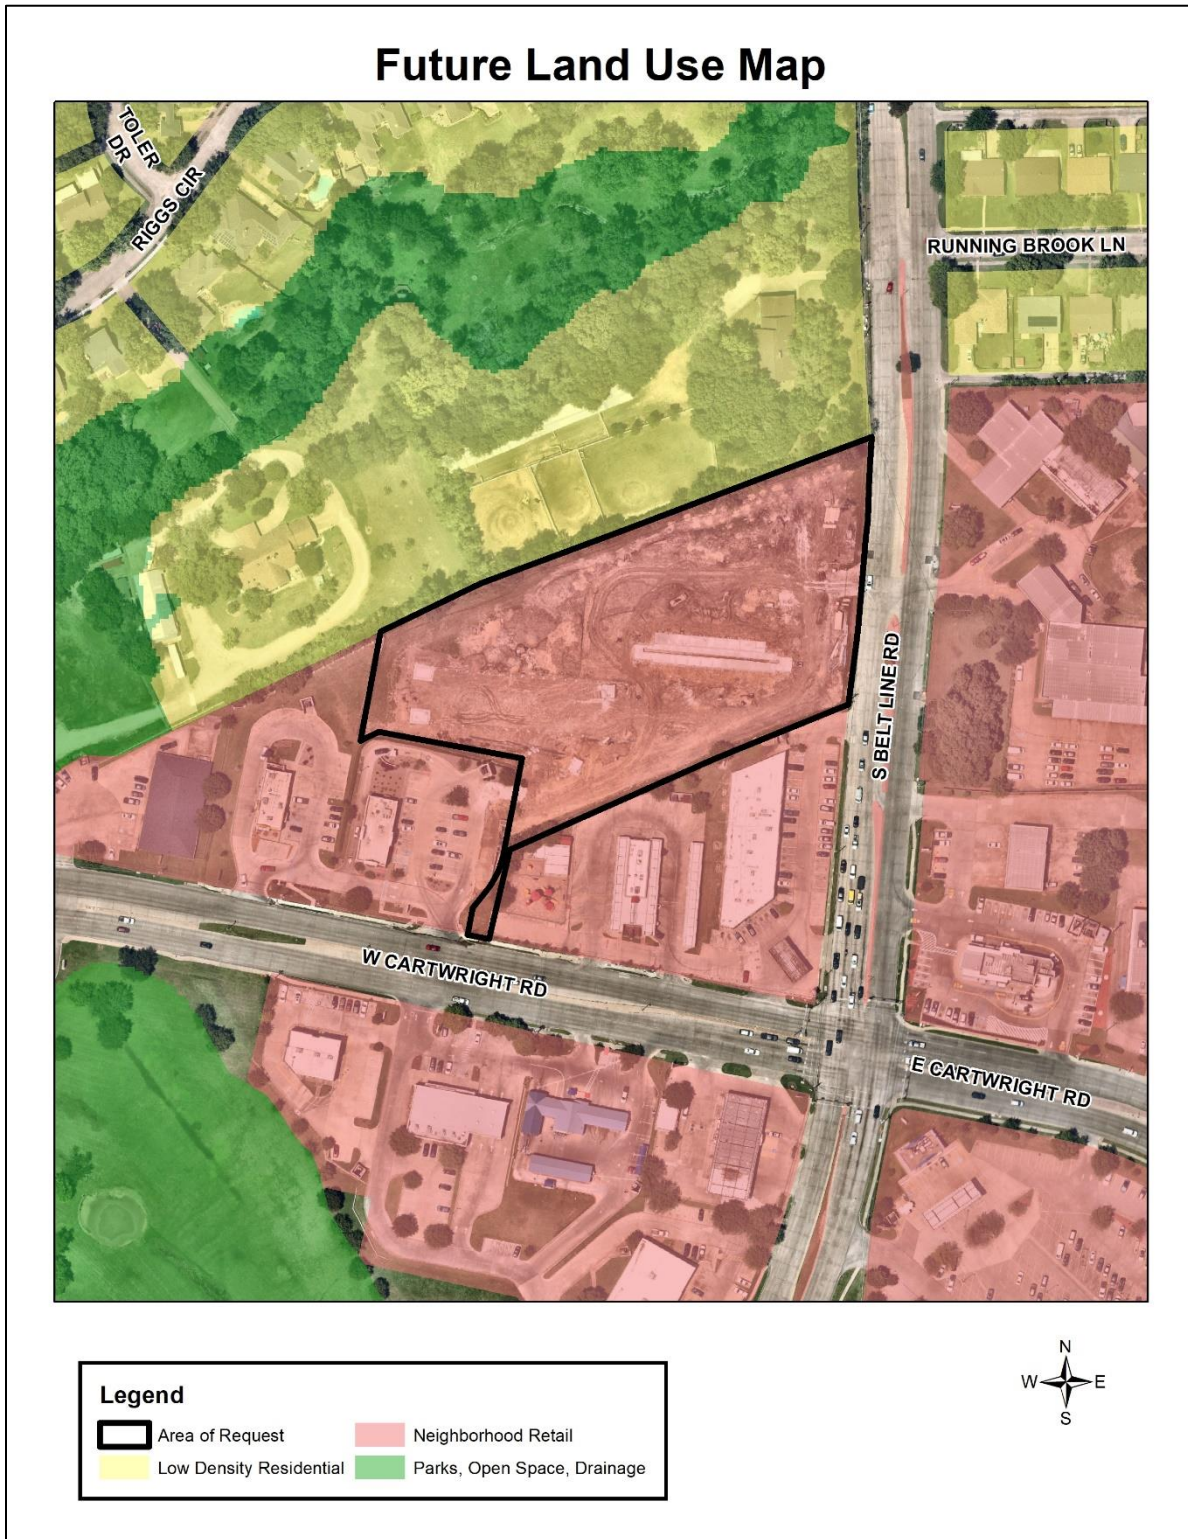 Future Land Use Map
TOLER
DR
RIGGS CIR
RUNNING BROOK LN
S BELT LINE RD
W CARTWRIGHT RD
E CARTWRIGHT RD
N
W E
S
Legend
Area of Request
Neighborhood Retail
Low Density Residential
Parks, Open Space, Drainage